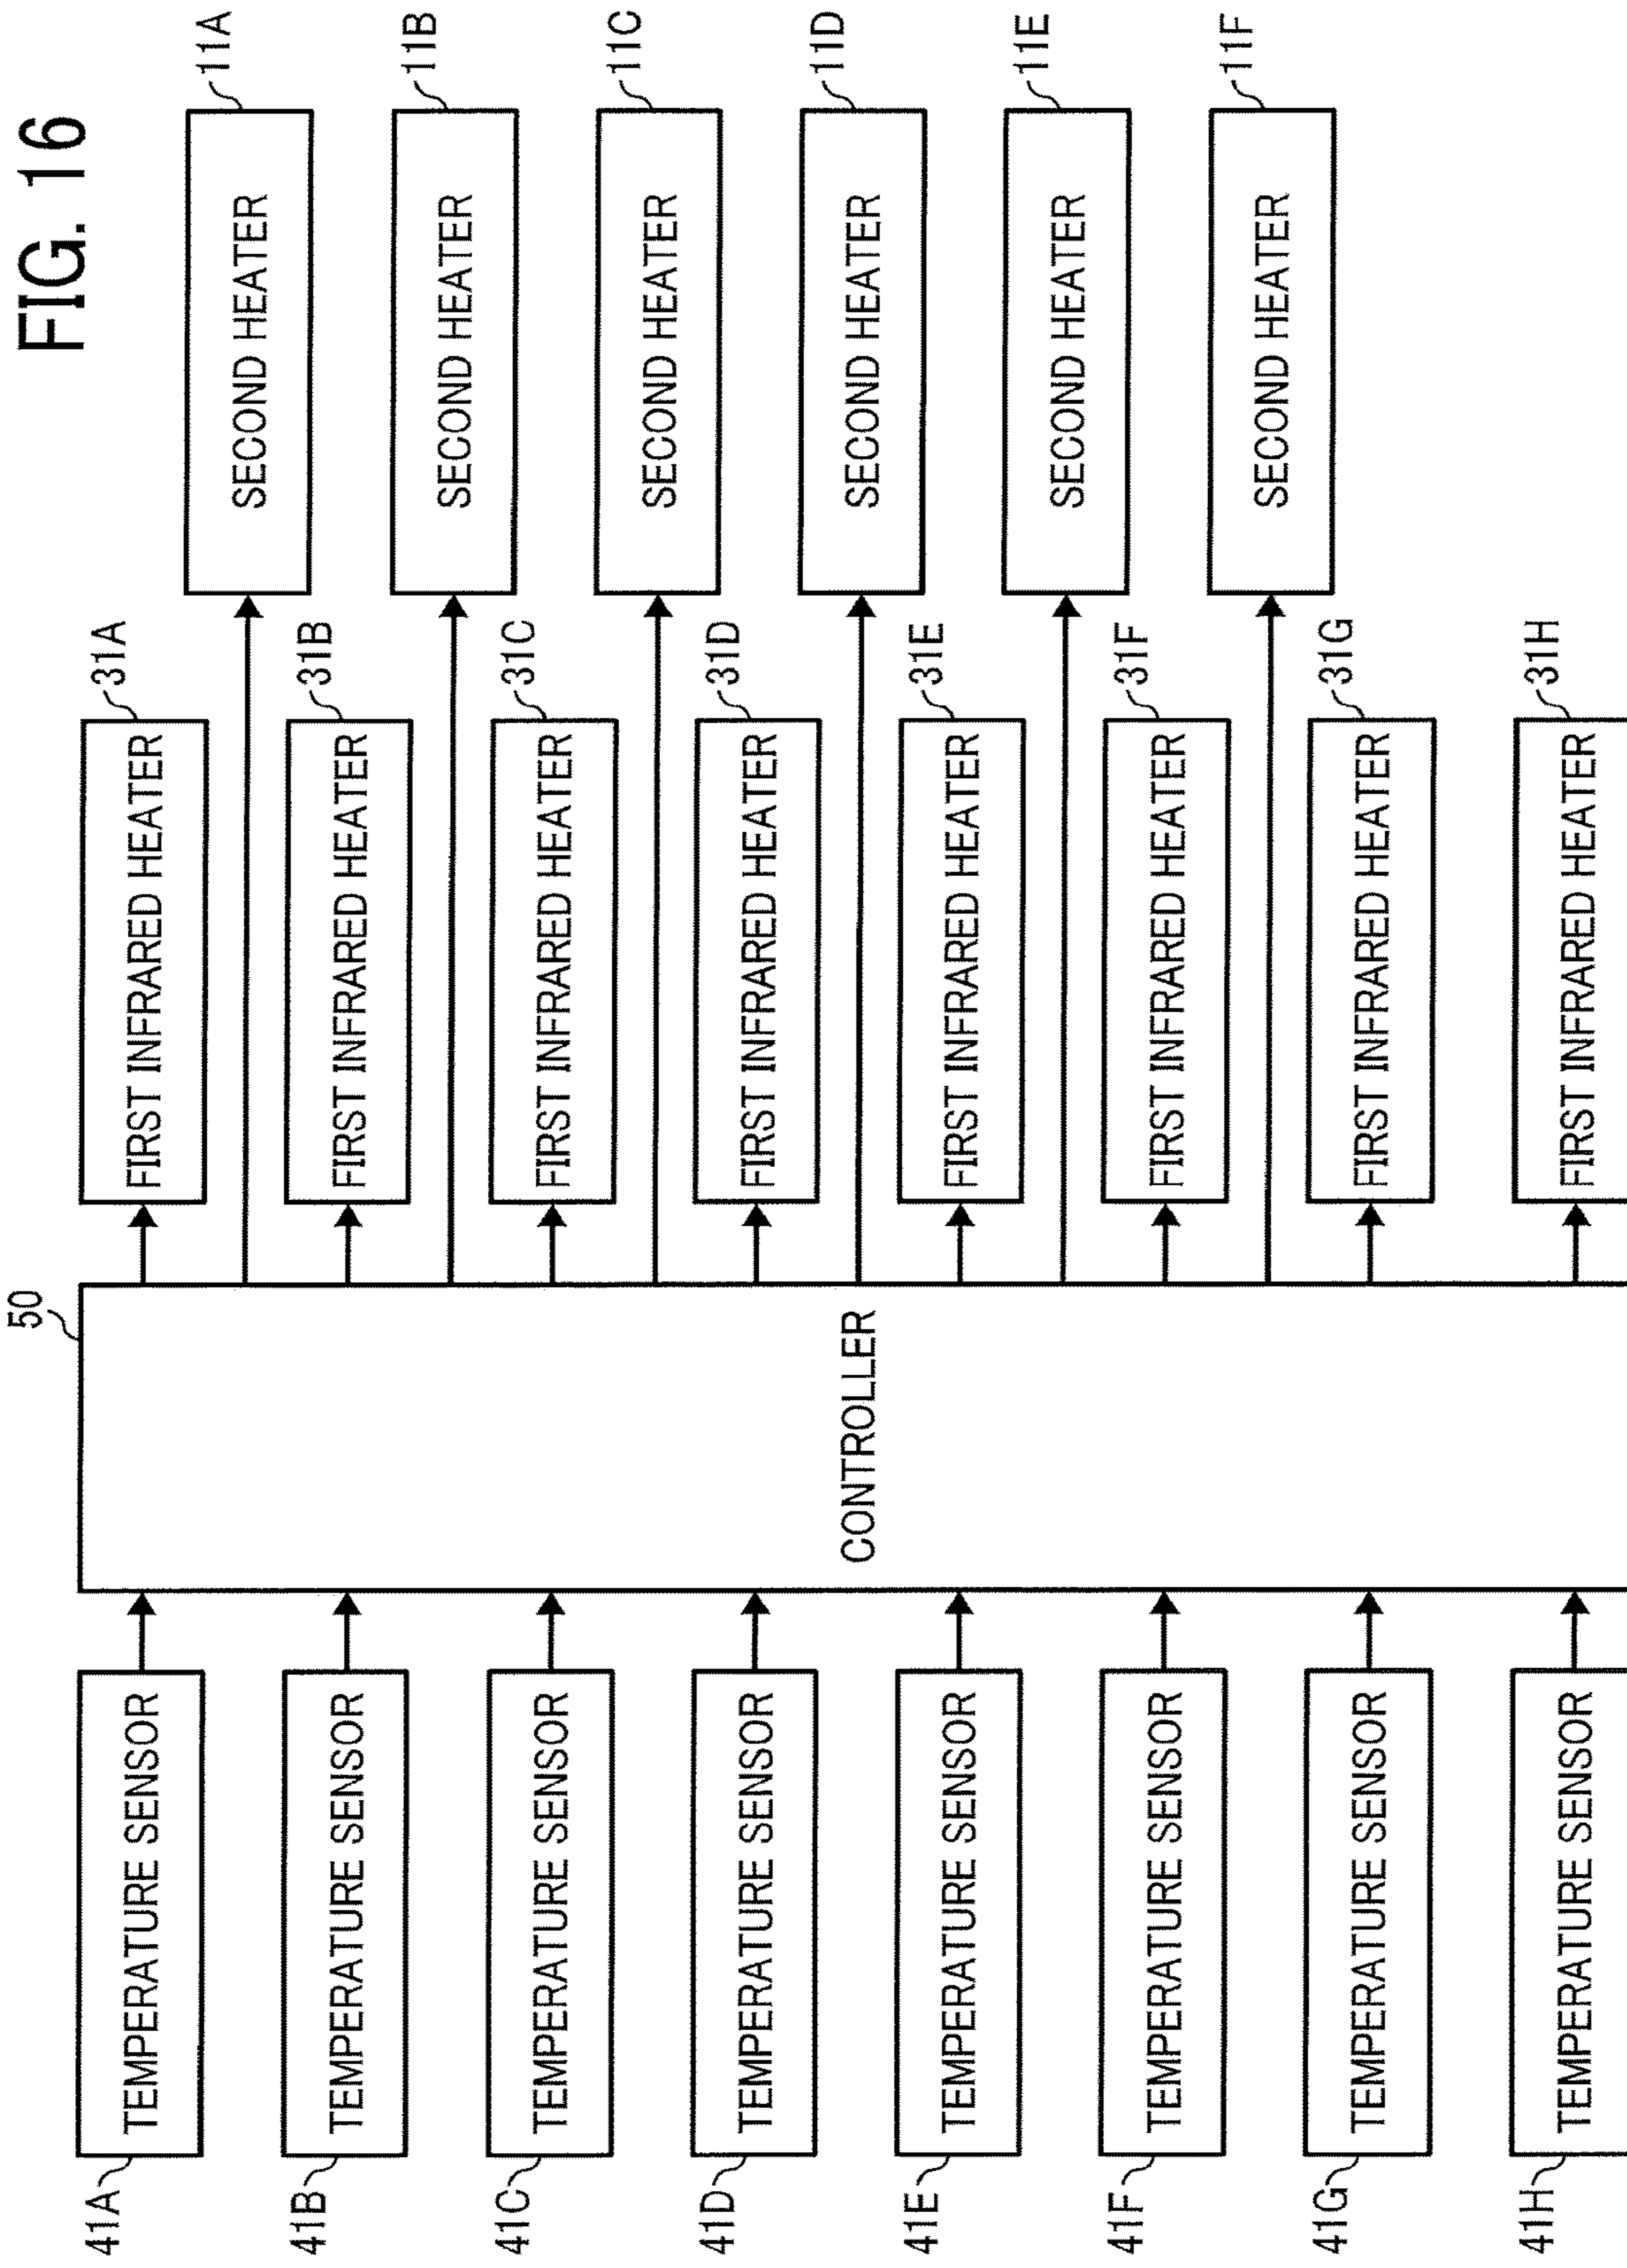 FIG. 16
50
41A TEMPERATURE SENSOR
41B TEMPERATURE SENSOR
41C TEMPERATURE SENSOR
41D TEMPERATURE SENSOR
41E TEMPERATURE SENSOR
41F TEMPERATURE SENSOR
41G TEMPERATURE SENSOR
41H TEMPERATURE SENSOR
CONTROLLER
FIRST INFRARED HEATER 31A
FIRST INFRARED HEATER 31B
FIRST INFRARED HEATER 31C
FIRST INFRARED HEATER 31D
FIRST INFRARED HEATER 31E
FIRST INFRARED HEATER 31F
FIRST INFRARED HEATER 31G
FIRST INFRARED HEATER 31H
SECOND HEATER 11A
SECOND HEATER 11B
SECOND HEATER 11C
SECOND HEATER 11D
SECOND HEATER 11E
SECOND HEATER 11F